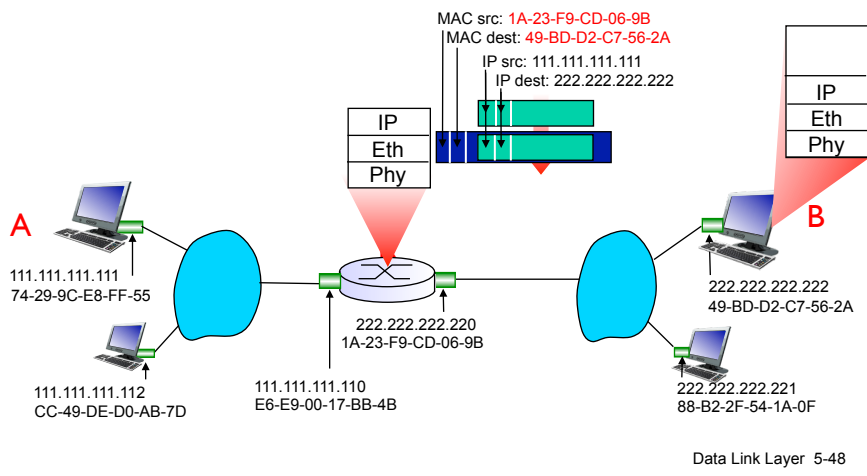 MAC src: 1A-23-F9-CD-06-9B
MAC dest: 49-BD-D2-C7-56-2A
IP src: 111.111.111.111
IP dest: 222.222.222.222
IP
Eth
Phy
IP
Eth
Phy
A
B
111.111.111.111
74-29-9C-E8-FF-55
222.222.222.222
49-BD-D2-C7-56-2A
222.222.222.220
1A-23-F9-CD-06-9B
111.111.111.112
CC-49-DE-D0-AB-7D
111.111.111.110
E6-E9-00-17-BB-4B
222.222.222.221
88-B2-2F-54-1A-0F
Data Link Layer 5-48